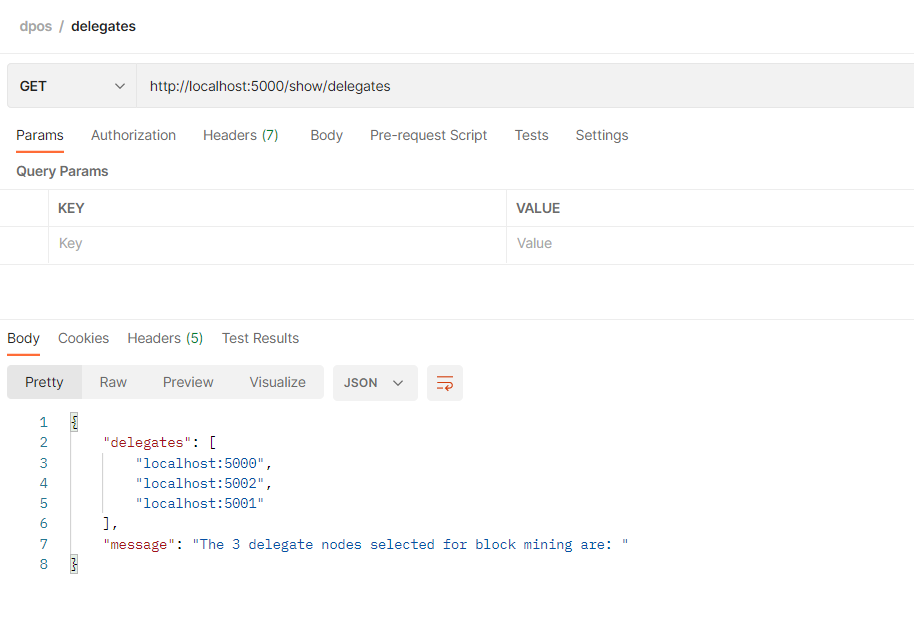 dpos / delegates
GET http://localhost:5000/show/delegates
Params Authorization Headers (7) Body Pre-request Script Tests Settings
Query Params
KEY VALUE
Key Value
Body Cookies Headers (5) Test Results
Pretty Raw Preview Visualize JSON
1 {
2 "delegates": [
3 "localhost:5000",
4 "localhost:5002",
5 "localhost:5001"
6 ],
7 "message": "The 3 delegate nodes selected for block mining are: "
8 }